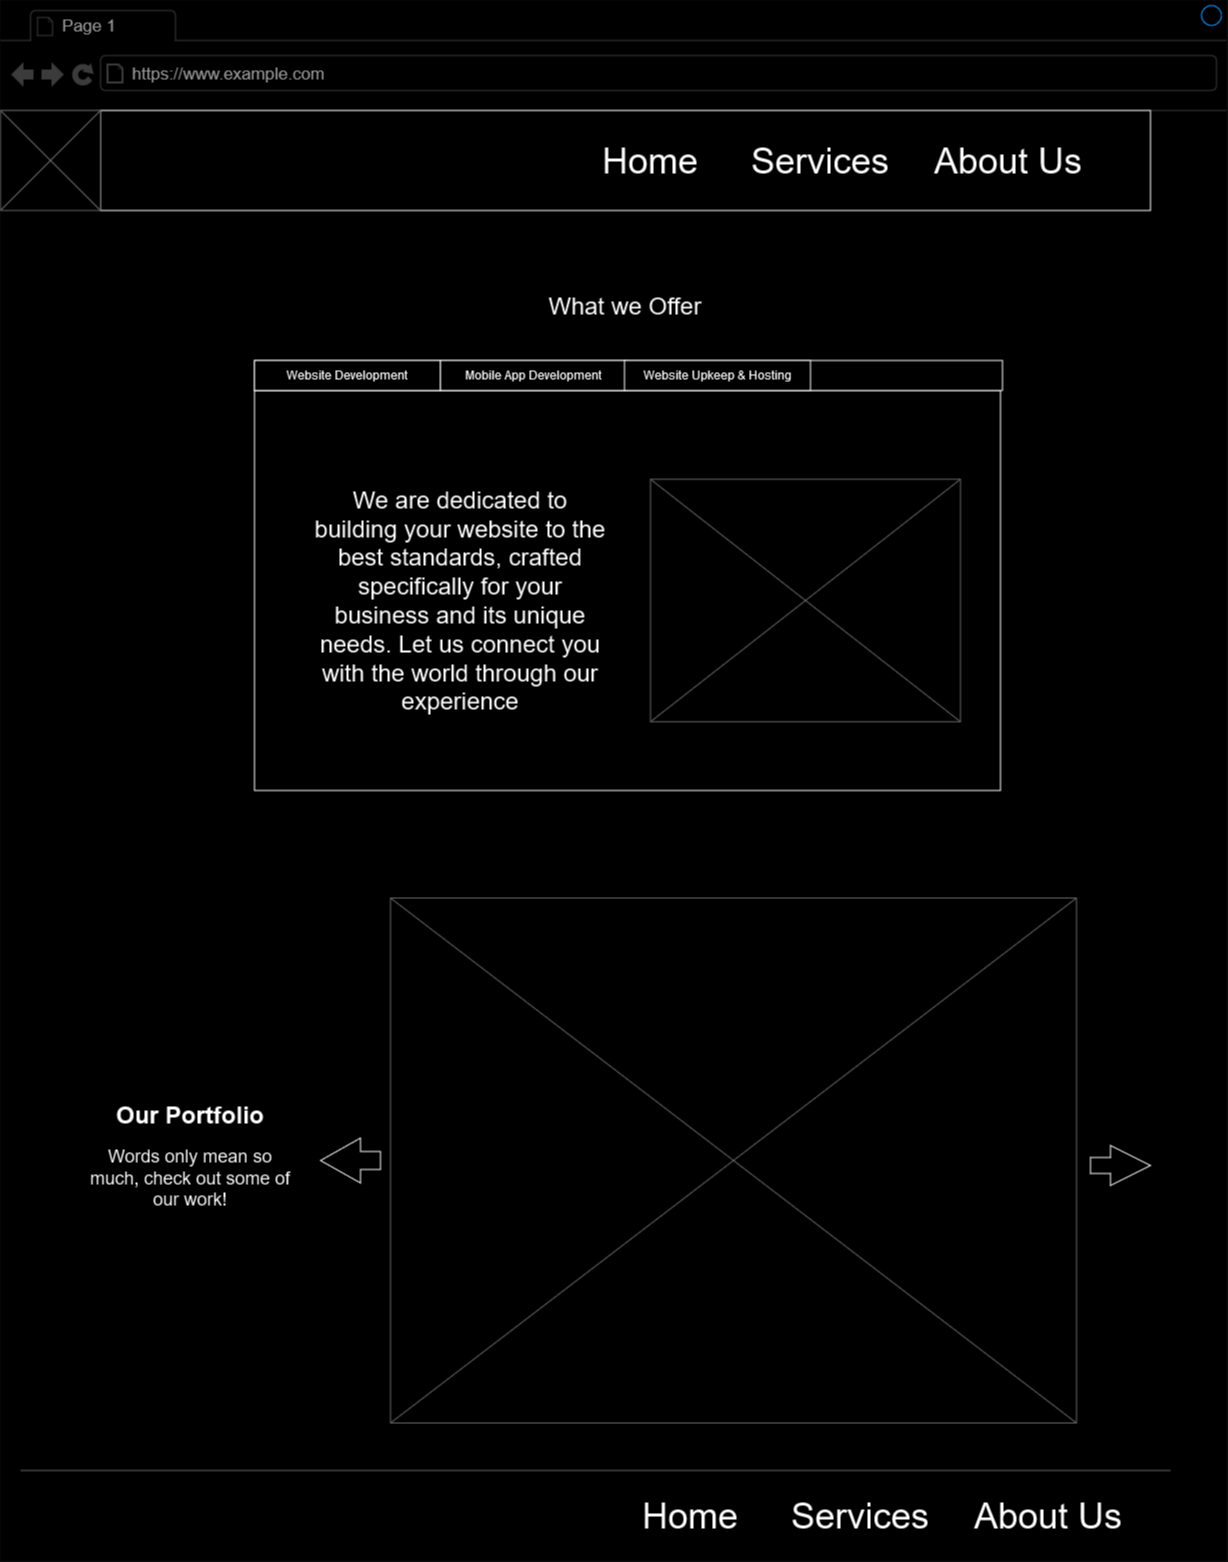 Page 1
https://www.example.com
Home Services About Us
What we Offer
Website Development Mobile App Development Website Upkeep & Hosting
We are dedicated to
building your website to the
best standards, crafted
specifically for your
business and its unique
needs. Let us connect you
with the world through our
experience
Our Portfolio
Words only mean so
much, check out some of
our work!
Home Services About Us